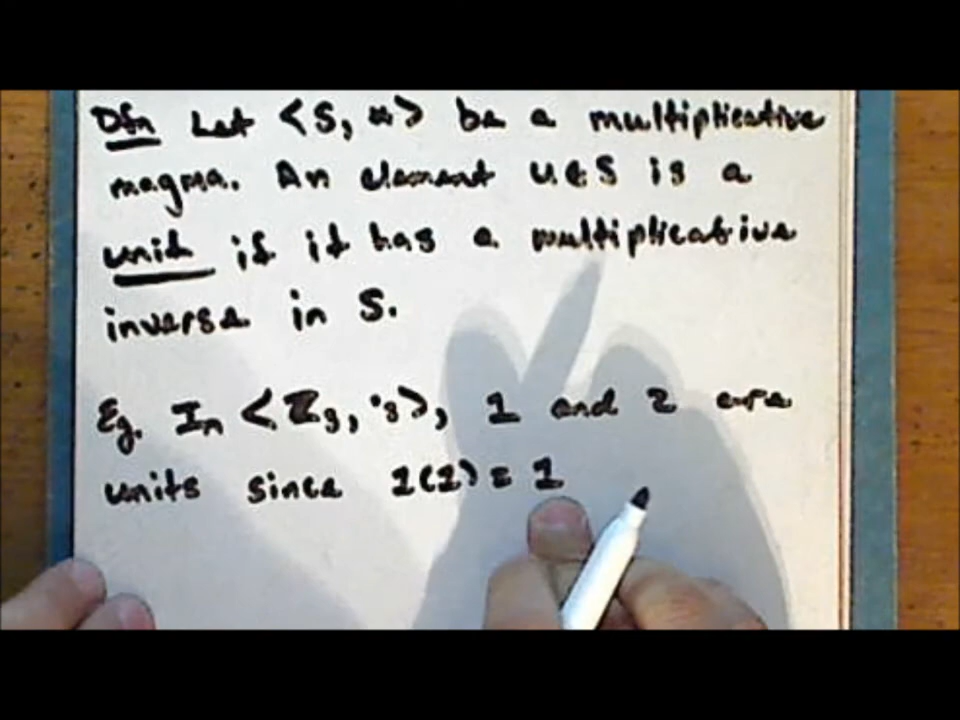 Dfn Let <S, *> be a multiplicative
magma. An element u∈S is a
unit if it has a multiplicative
inverse in S.
Eg. In <ℤ₃, ·₃>, 1 and 2 are
units since 1(1) = 1